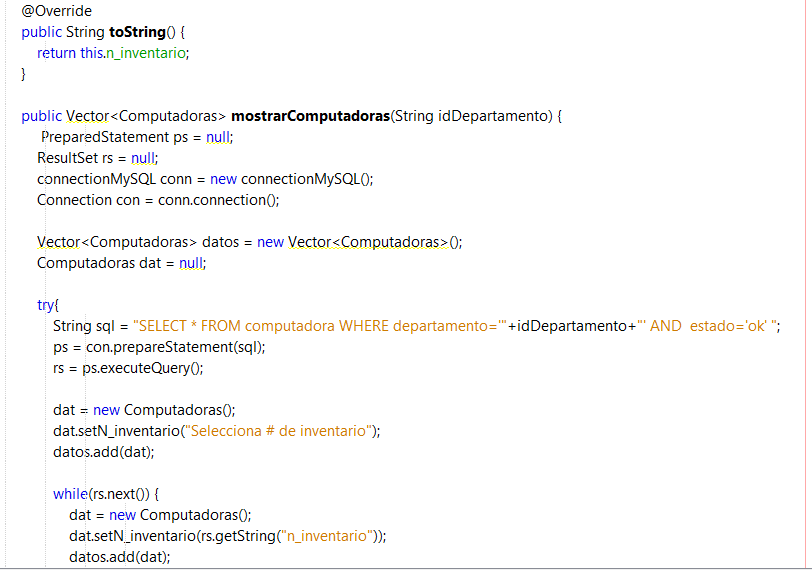 @Override
public String toString() {
return this.n_inventario;
}
public Vector<Computadoras> mostrarComputadoras(String idDepartamento) {
PreparedStatement ps = null;
ResultSet rs = null;
connectionMySQL conn = new connectionMySQL();
Connection con = conn.connection();
Vector<Computadoras> datos = new Vector<Computadoras>();
Computadoras dat = null;
try{
String sql = "SELECT * FROM computadora WHERE departamento='"+idDepartamento+"' AND  estado='ok' ";
ps = con.prepareStatement(sql);
rs = ps.executeQuery();
dat = new Computadoras();
dat.setN_inventario("Selecciona # de inventario");
datos.add(dat);
while(rs.next()) {
dat = new Computadoras();
dat.setN_inventario(rs.getString("n_inventario"));
datos.add(dat);